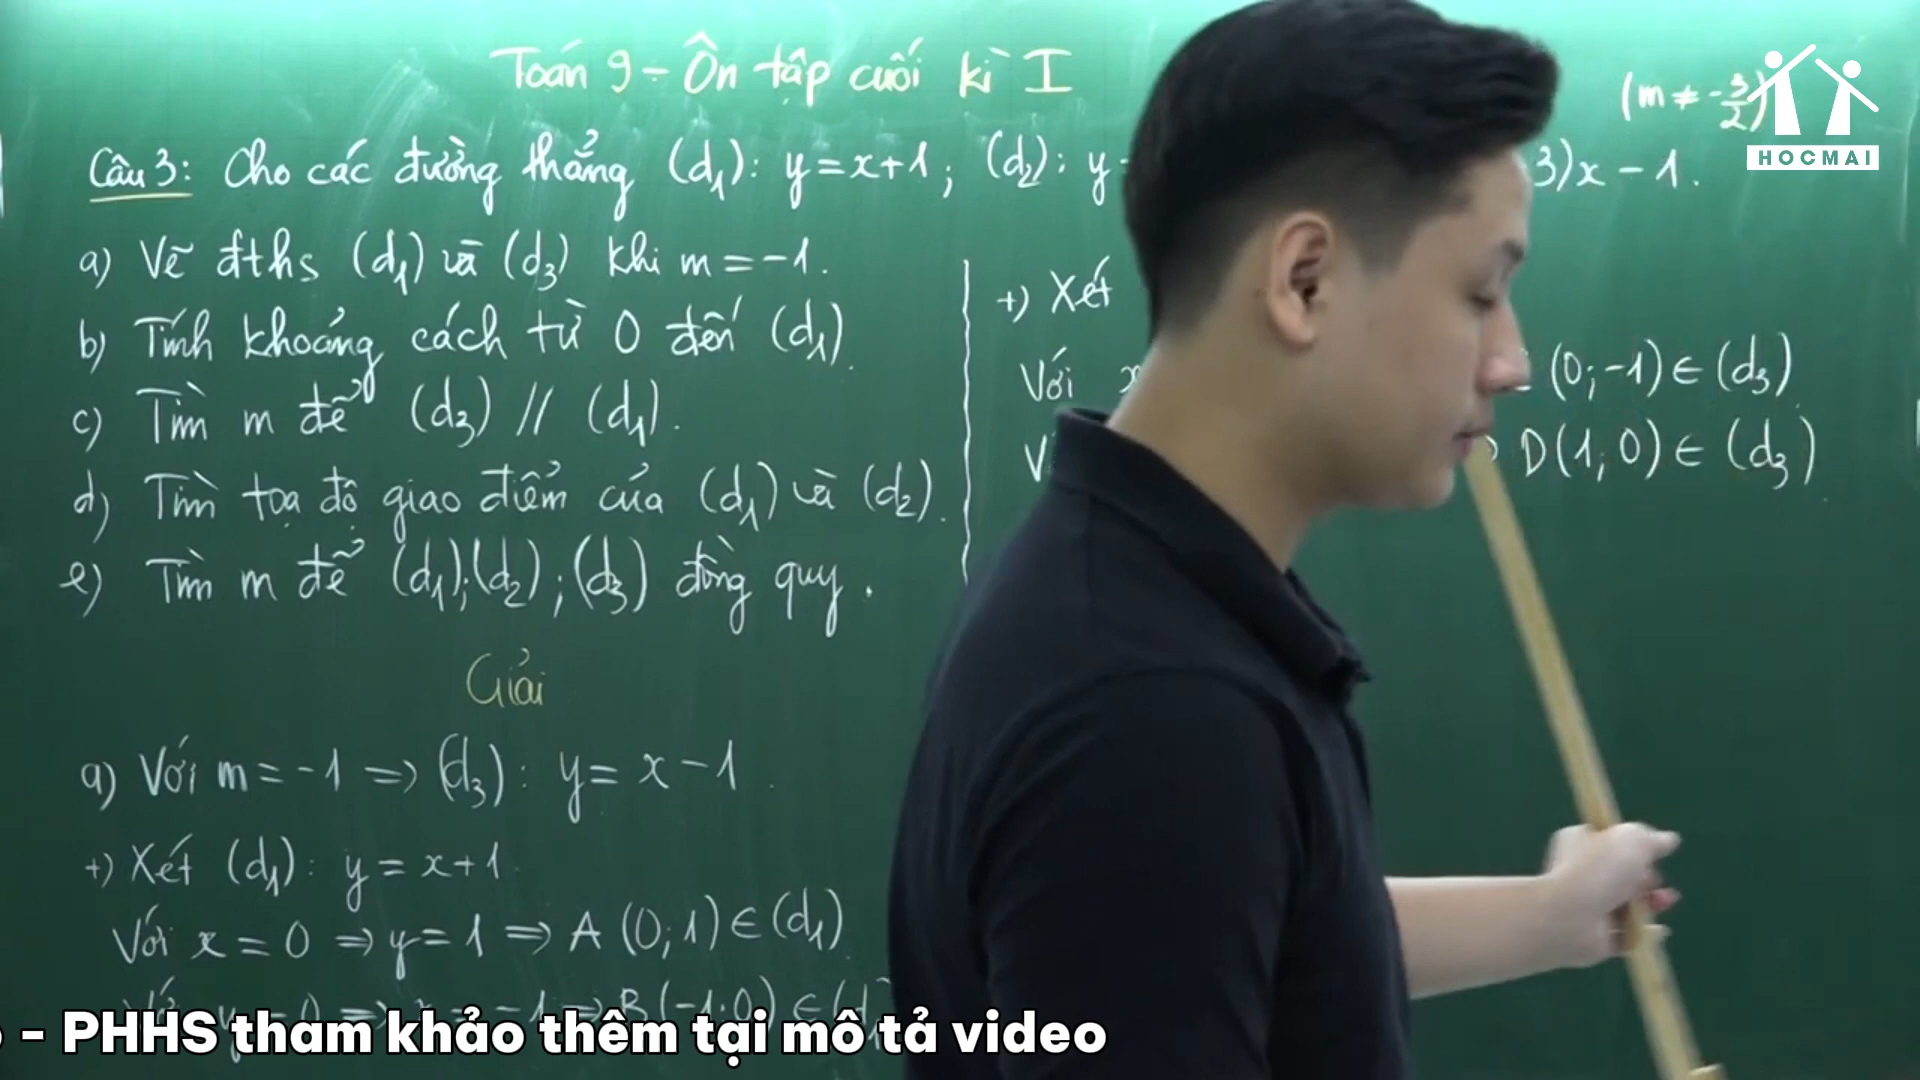 Toán 9 - Ôn tập cuối kì I
(m ≠ -3/2)
HOCMAI
Câu 3: Cho các đường thẳng (d₁): y = x + 1 ; (d₂): y 3)x - 1.
a) Vẽ đths (d₁) và (d₃) khi m = -1.
b) Tính khoảng cách từ O đến (d₁).
c) Tìm m để (d₃) // (d₁).
d) Tìm toạ độ giao điểm của (d₁) và (d₂).
e) Tìm m để (d₁); (d₂) ; (d₃) đồng quy.
Giải
a) Với m = -1 => (d₃): y = x - 1
+) Xét (d₁): y = x + 1
Với x = 0 => y = 1 => A (0; 1) ∈ (d₁)
=> B (-1; 0) ∈
+) Xét
Với x (0; -1) ∈ (d₃)
D(1; 0) ∈ (d₃)
- PHHS tham khảo thêm tại mô tả video